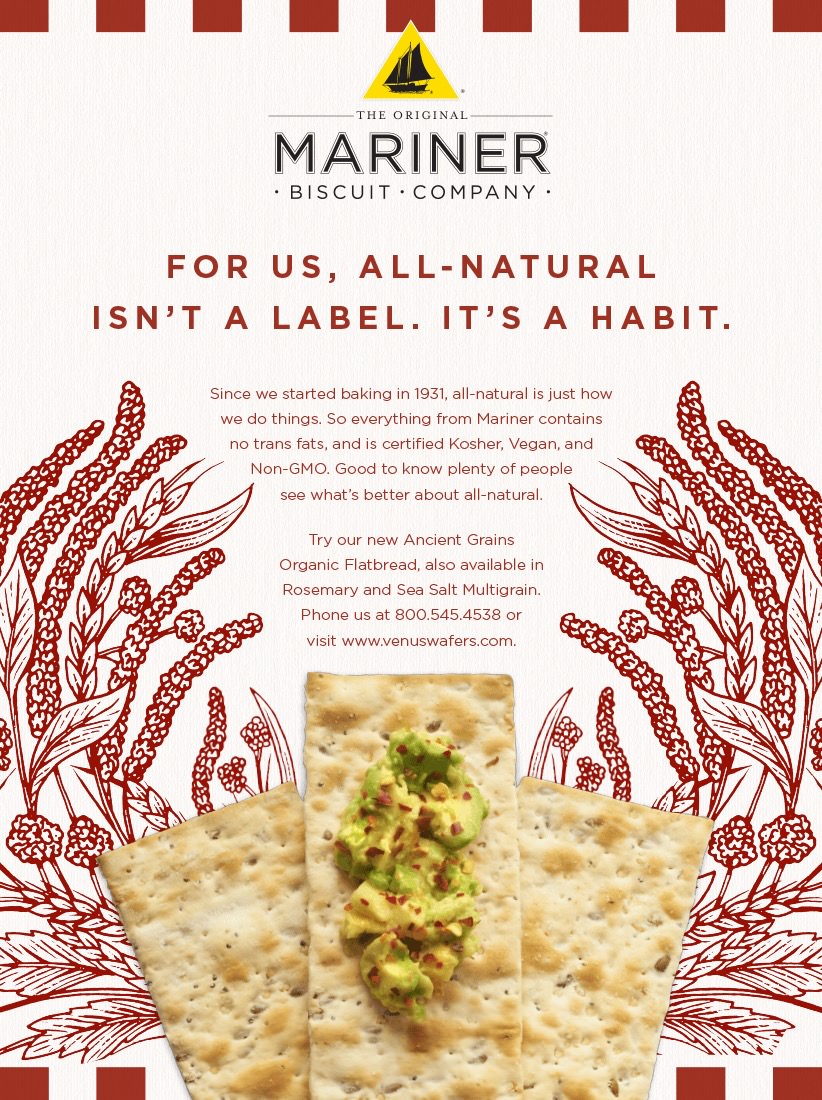 THE ORIGINAL
MARINER
· BISCUIT · COMPANY ·
FOR US, ALL-NATURAL
ISN'T A LABEL. IT'S A HABIT.
Since we started baking in 1931, all-natural is just how
we do things. So everything from Mariner contains
no trans fats, and is certified Kosher, Vegan, and
Non-GMO. Good to know plenty of people
see what's better about all-natural.
Try our new Ancient Grains
Organic Flatbread, also available in
Rosemary and Sea Salt Multigrain.
Phone us at 800.545.4538 or
visit www.venuswafers.com.